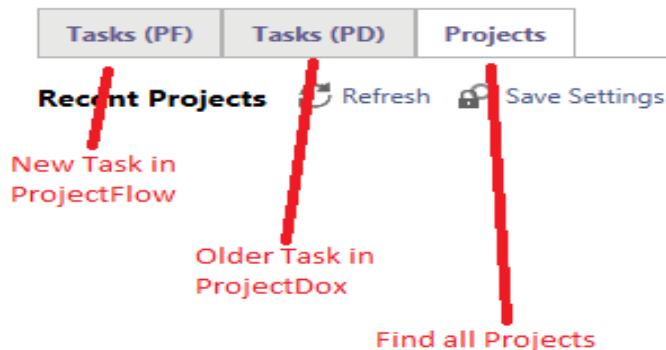 Tasks (PF) Tasks (PD) Projects
Recent Projects Refresh Save Settings
New Task in
ProjectFlow
Older Task in
ProjectDox
Find all Projects